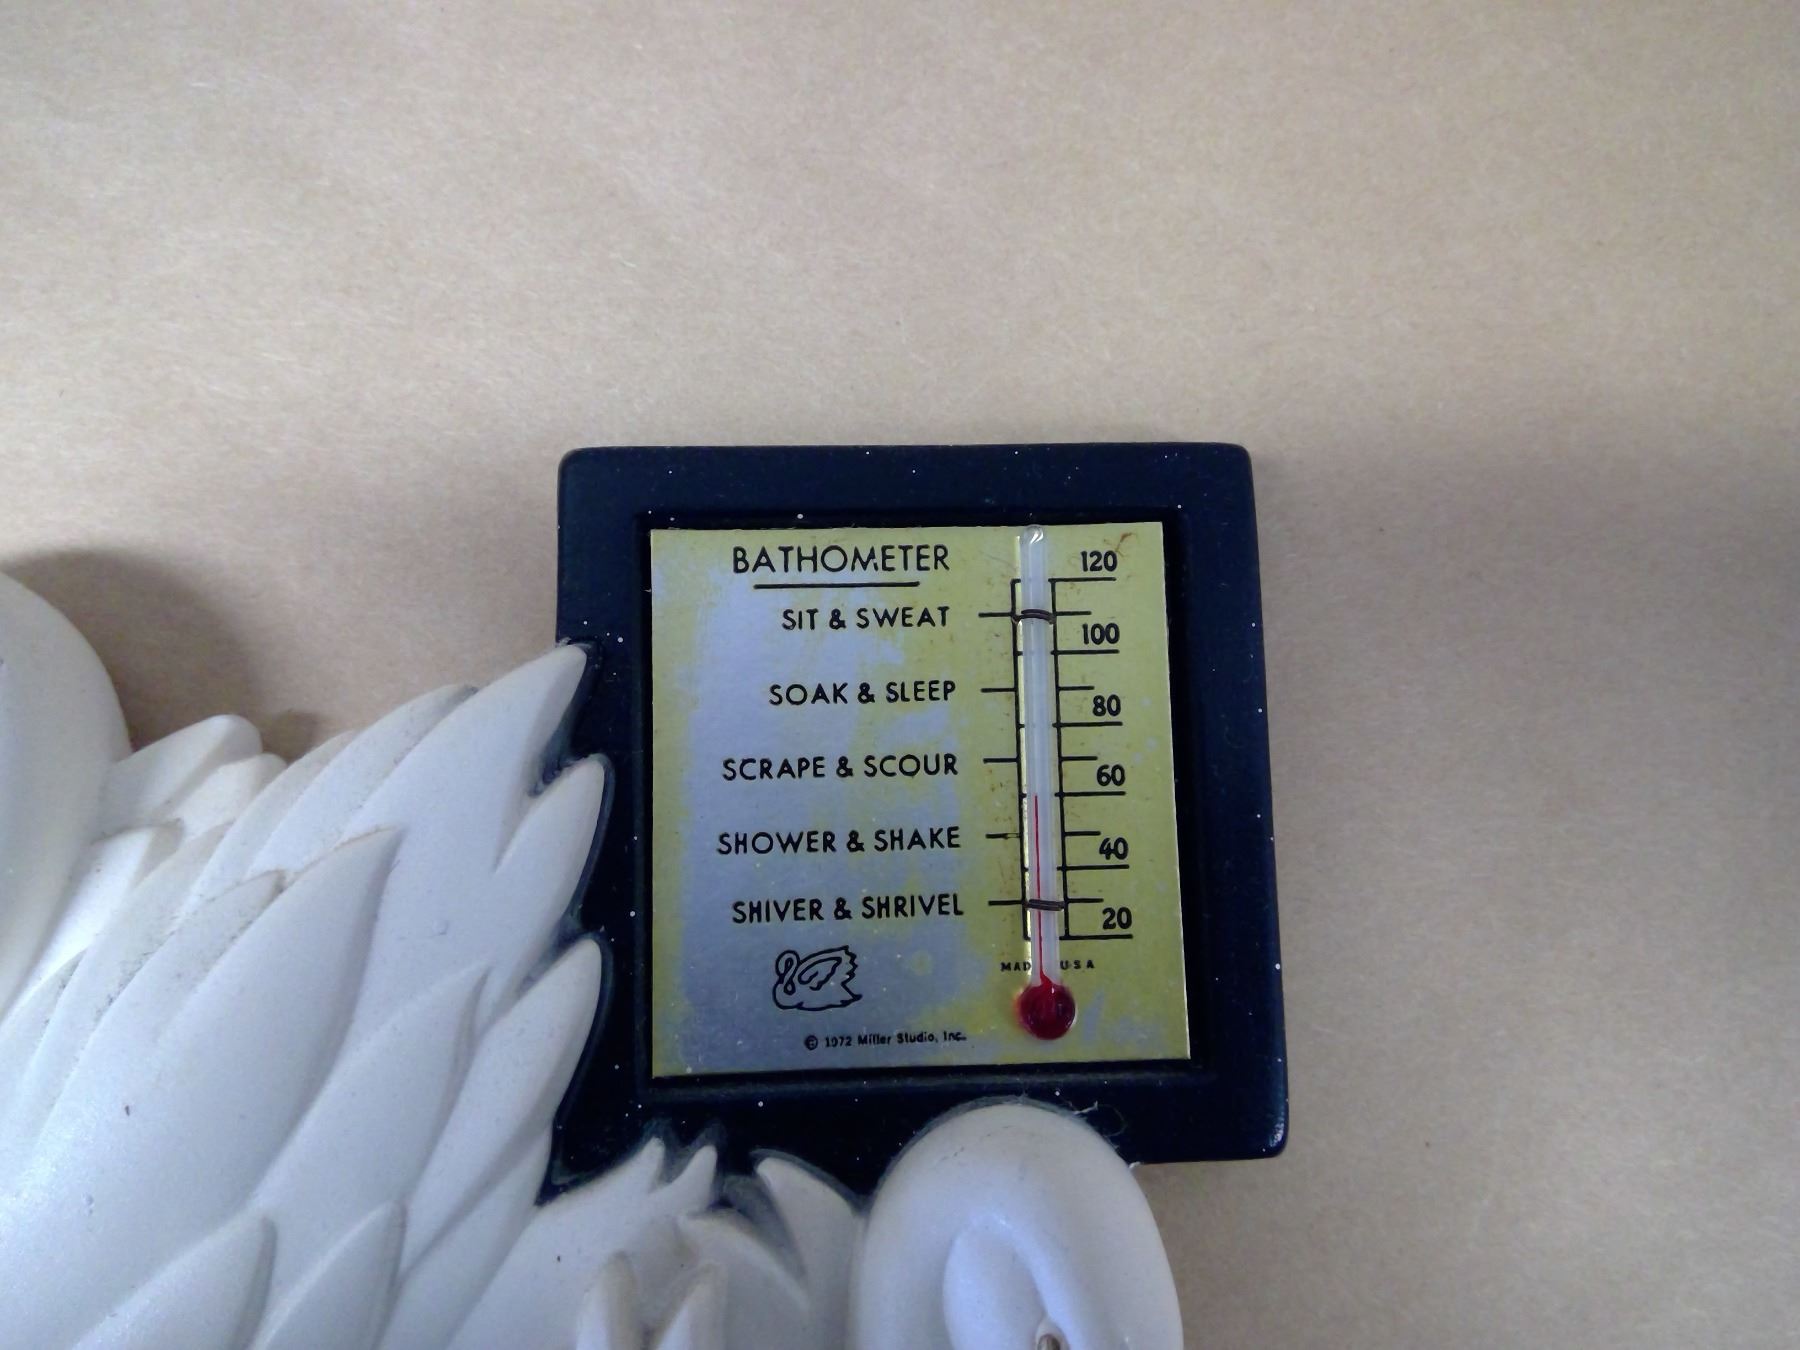 BATHOMETER
120
SIT & SWEAT
100
SOAK & SLEEP
80
SCRAPE & SCOUR
60
SHOWER & SHAKE
40
SHIVER & SHRIVEL
20
MAD U·S A
© 1972 Miller Studio, Inc.